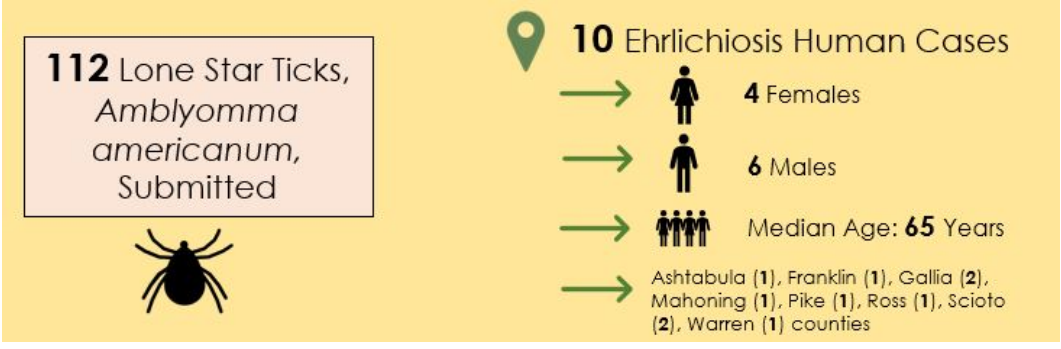 112 Lone Star Ticks,
Amblyomma
americanum,
Submitted
10 Ehrlichiosis Human Cases
4 Females
6 Males
Median Age: 65 Years
Ashtabula (1), Franklin (1), Gallia (2),
Mahoning (1), Pike (1), Ross (1), Scioto
(2), Warren (1) counties